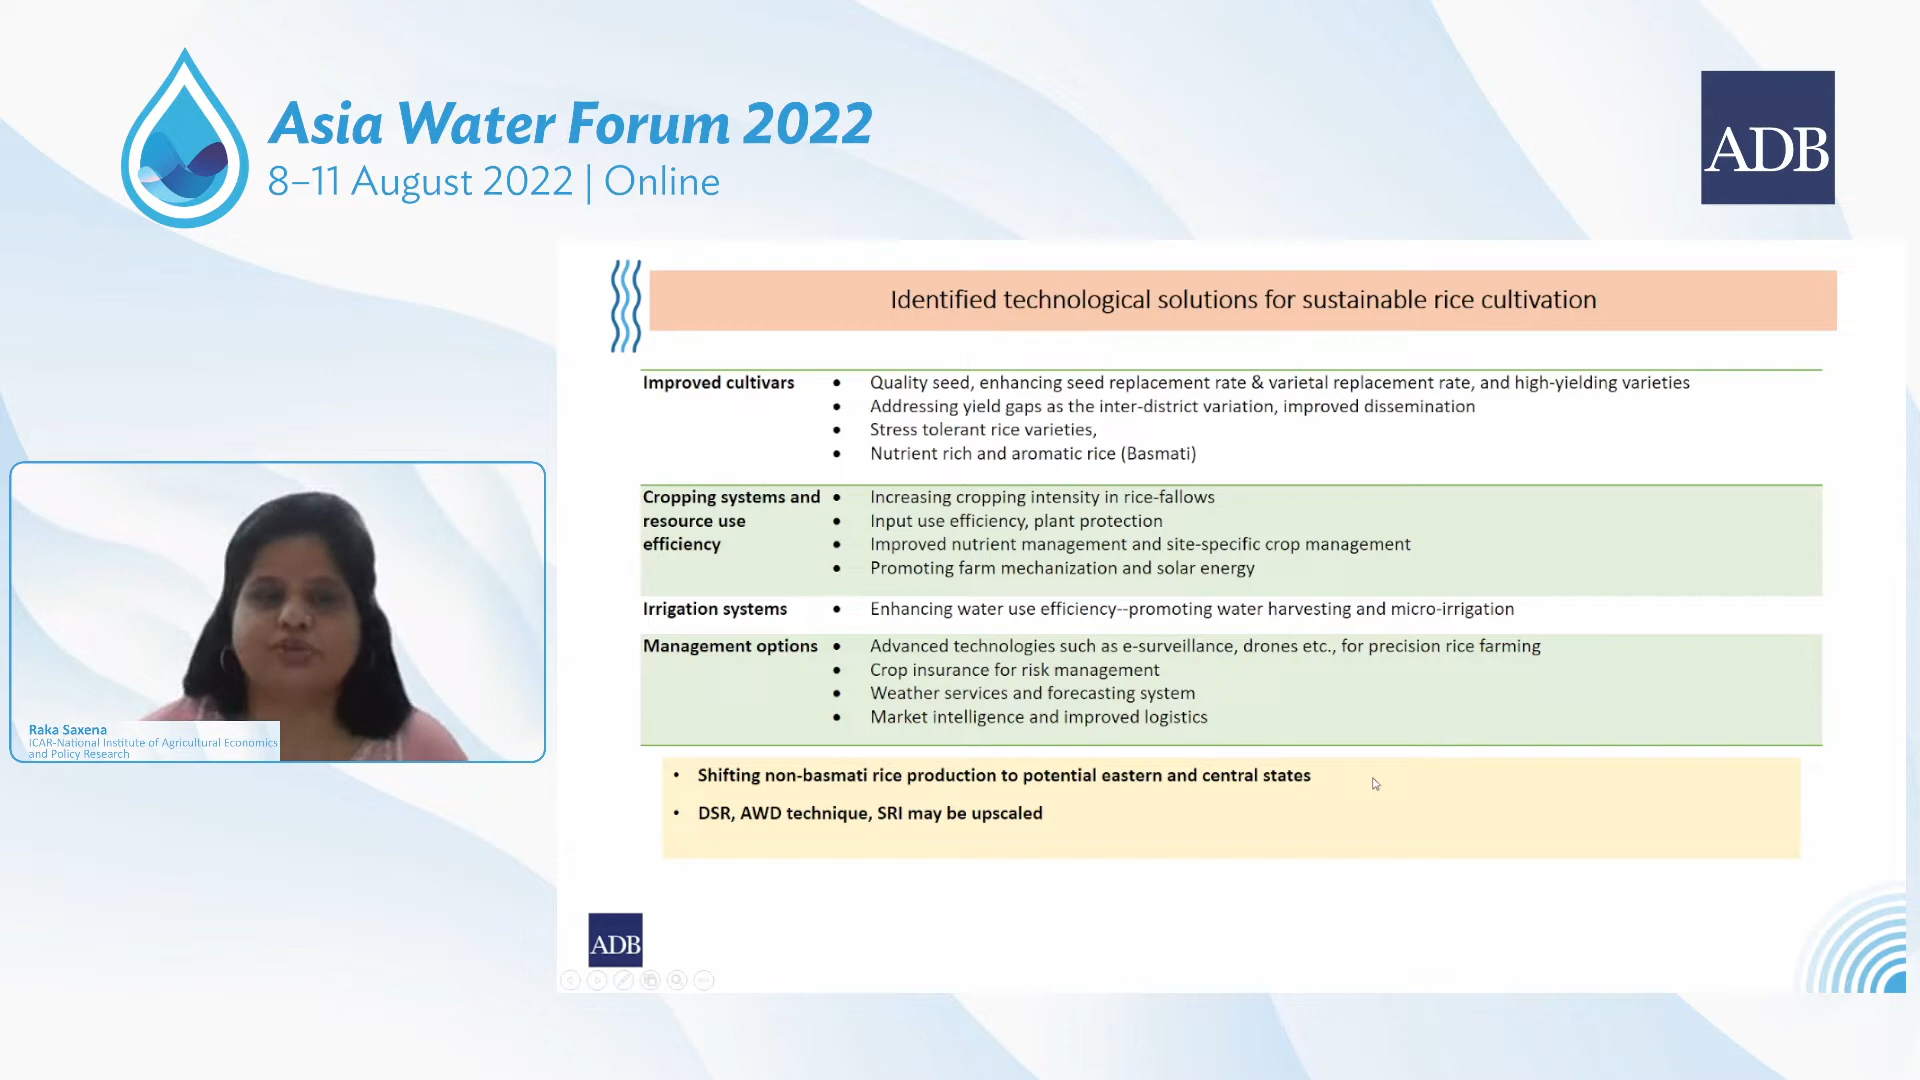 Asia Water Forum 2022
8–11 August 2022 | Online
ADB
Identified technological solutions for sustainable rice cultivation
Improved cultivars
• Quality seed, enhancing seed replacement rate & varietal replacement rate, and high-yielding varieties
• Addressing yield gaps as the inter-district variation, improved dissemination
• Stress tolerant rice varieties,
• Nutrient rich and aromatic rice (Basmati)
Cropping systems and
resource use
efficiency
• Increasing cropping intensity in rice-fallows
• Input use efficiency, plant protection
• Improved nutrient management and site-specific crop management
• Promoting farm mechanization and solar energy
Irrigation systems
• Enhancing water use efficiency--promoting water harvesting and micro-irrigation
Management options
• Advanced technologies such as e-surveillance, drones etc., for precision rice farming
• Crop insurance for risk management
• Weather services and forecasting system
• Market intelligence and improved logistics
• Shifting non-basmati rice production to potential eastern and central states
• DSR, AWD technique, SRI may be upscaled
Raka Saxena
ICAR-National Institute of Agricultural Economics
and Policy Research
ADB